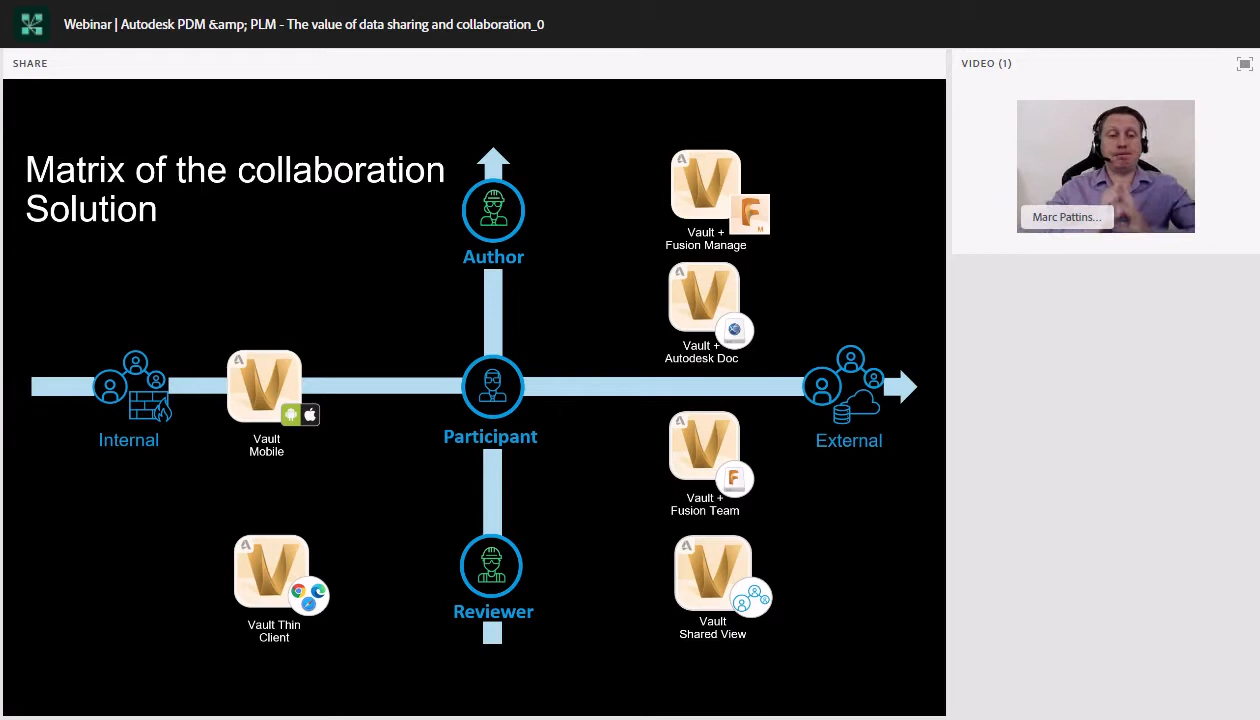 Webinar | Autodesk PDM &amp; PLM - The value of data sharing and collaboration_0
SHARE
VIDEO (1)
Matrix of the collaboration
Solution
Author
Vault +
Fusion Manage
Vault +
Autodesk Doc
Marc Pattins...
Internal
Vault
Mobile
Participant
External
Vault +
Fusion Team
Vault Thin
Client
Reviewer
Vault
Shared View